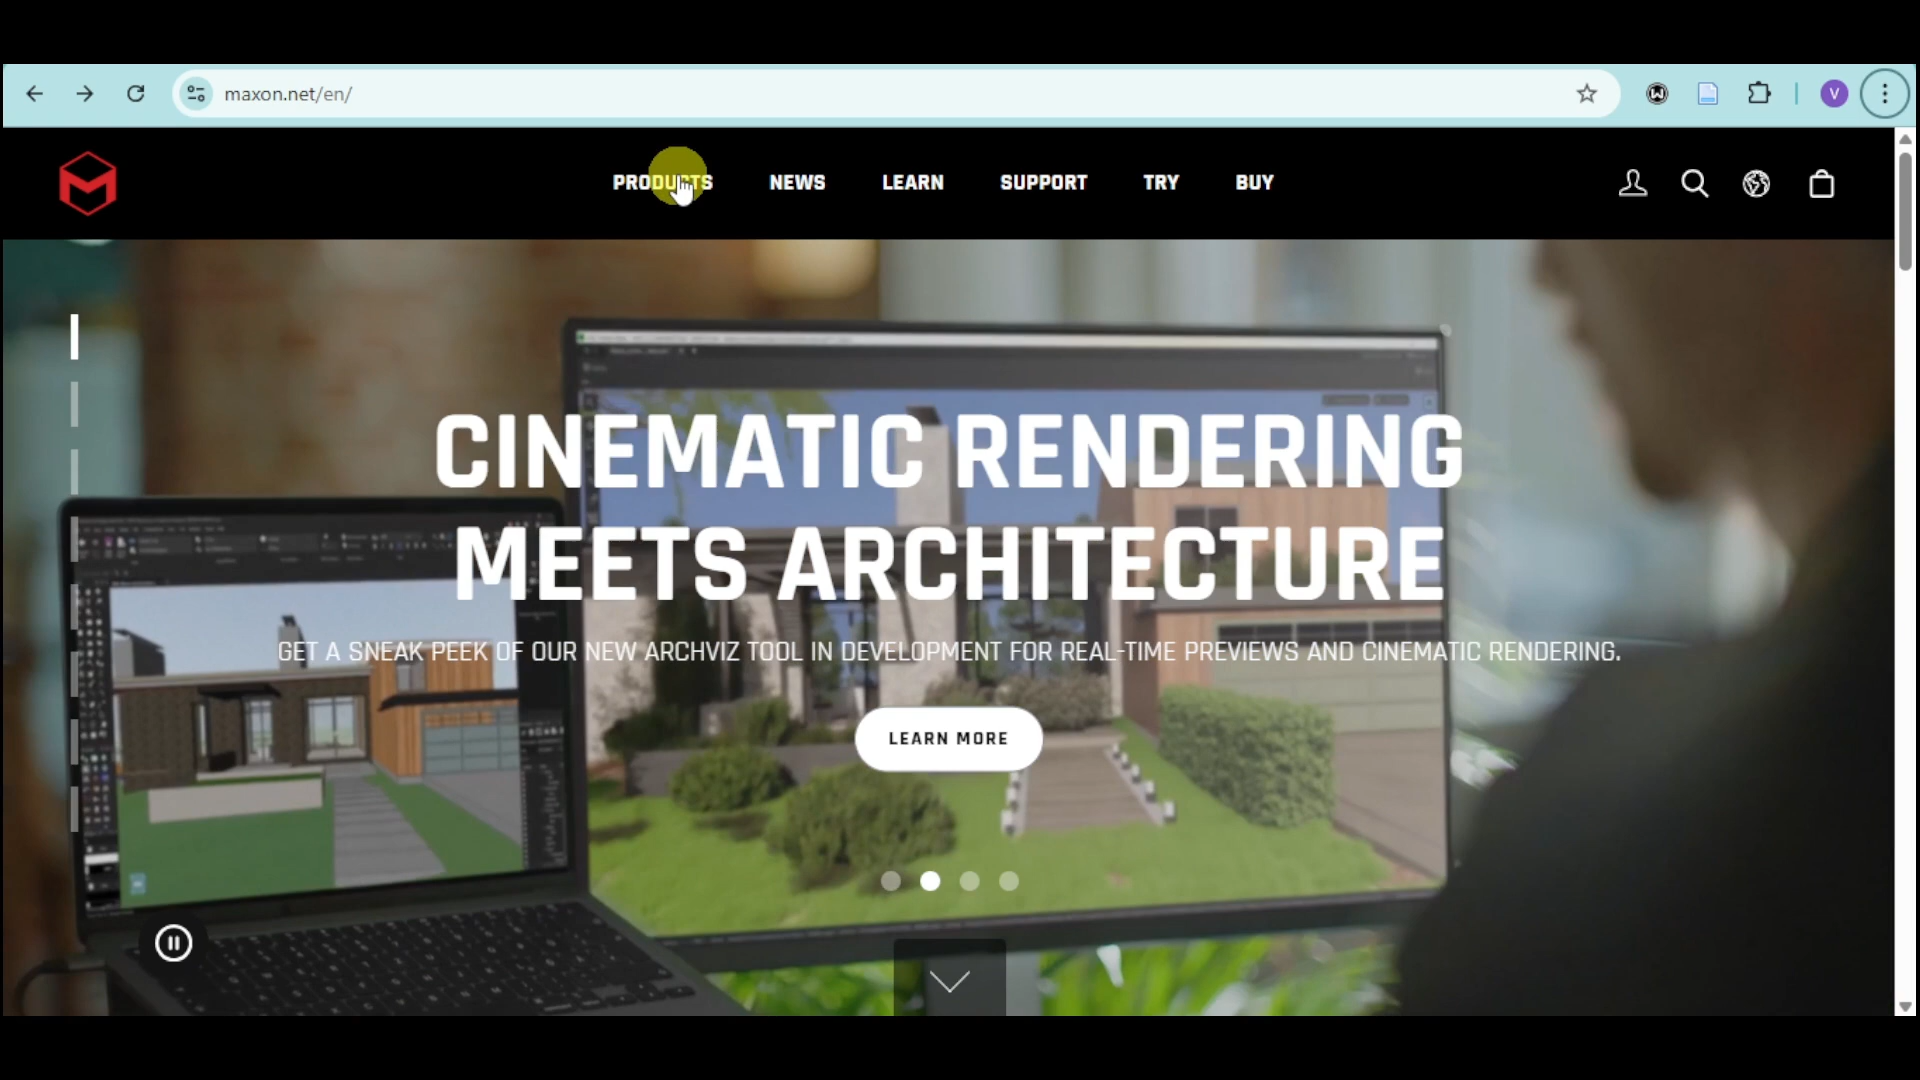 maxon.net/en/
V
PRODUCTS NEWS LEARN SUPPORT TRY BUY
CINEMATIC RENDERING
MEETS ARCHITECTURE
GET A SNEAK PEEK OF OUR NEW ARCHVIZ TOOL IN DEVELOPMENT FOR REAL-TIME PREVIEWS AND CINEMATIC RENDERING.
LEARN MORE